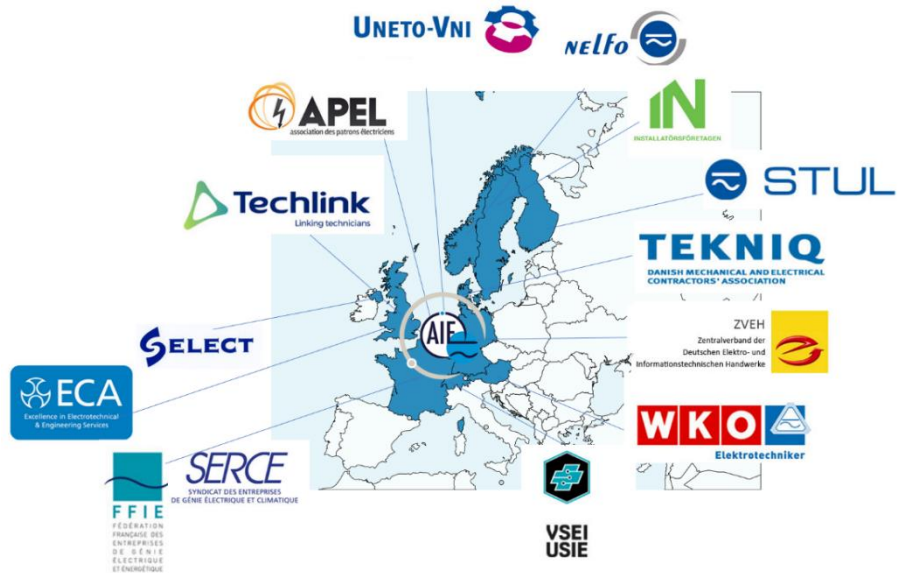 UNETO-VNI
NELFO
APEL
association des patrons électriciens
IN
INSTALLATÖRSFÖRETAGEN
Techlink
Linking technicians
STUL
TEKNIQ
DANISH MECHANICAL AND ELECTRICAL
CONTRACTORS' ASSOCIATION
AIE
ZVEH
Zentralverband der
Deutschen Elektro- und
Informationstechnischen Handwerke
SELECT
ECA
Excellence in Electrotechnical
& Engineering Services
WKO
Elektrotechniker
SERCE
SYNDICAT DES ENTREPRISES
DE GÉNIE ÉLECTRIQUE ET CLIMATIQUE
FFIE
FÉDÉRATION
FRANÇAISE DES
ENTREPRISES
DE GÉNIE
ÉLECTRIQUE
ET ÉNERGÉTIQUE
VSEI
USIE